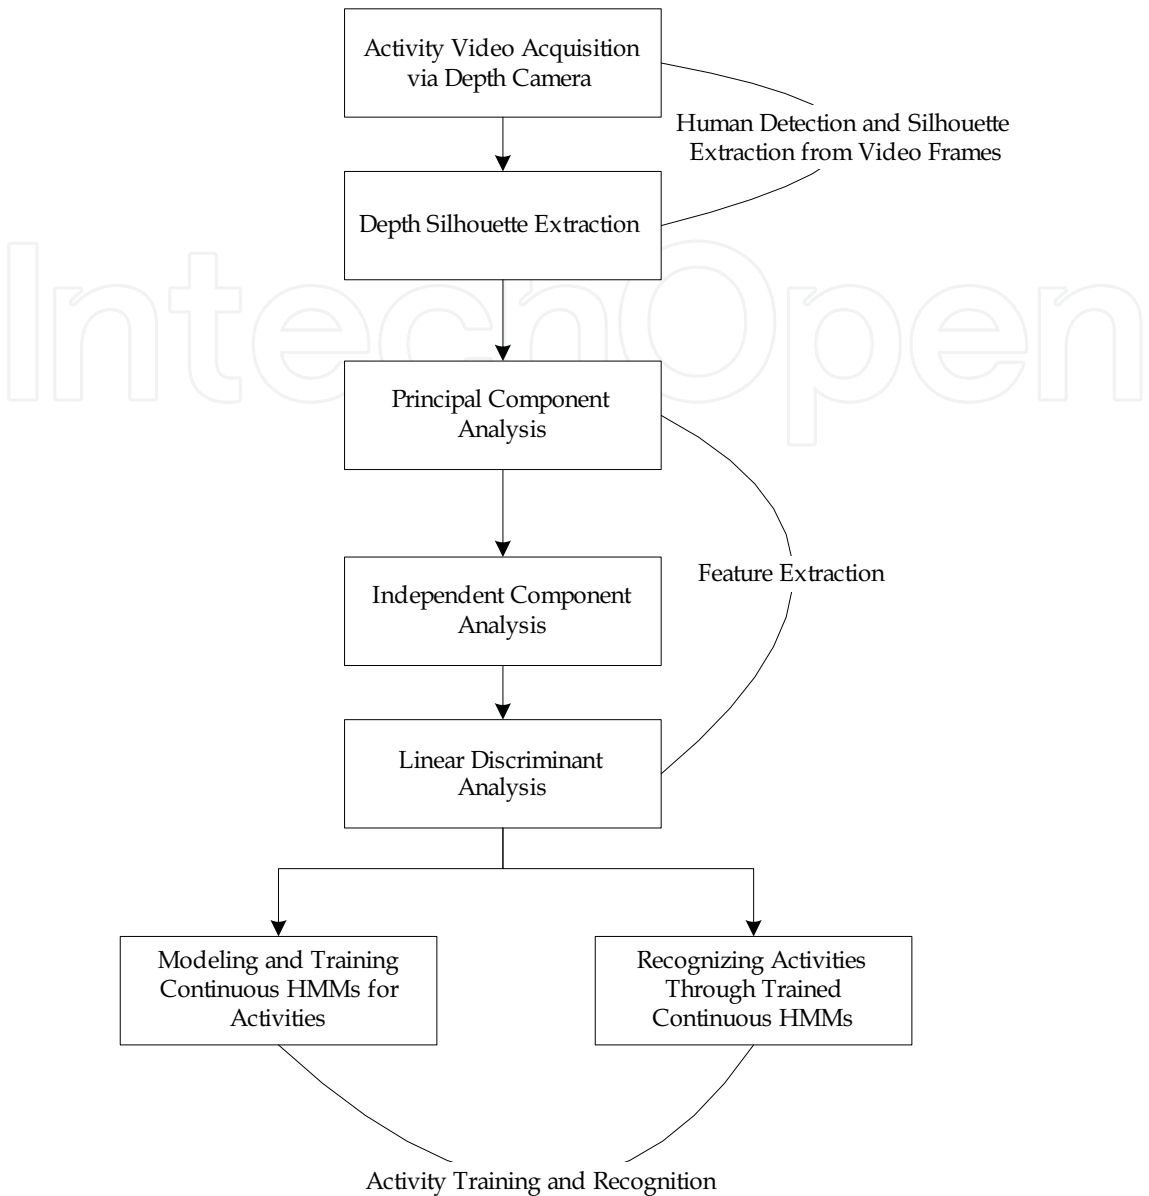 Activity Video Acquisition
via Depth Camera
Human Detection and Silhouette
Extraction from Video Frames
Depth Silhouette Extraction
IntechOpen
Principal Component
Analysis
Independent Component
Analysis
Feature Extraction
Linear Discriminant
Analysis
Modeling and Training
Continuous HMMs for
Activities
Recognizing Activities
Through Trained
Continuous HMMs
Activity Training and Recognition